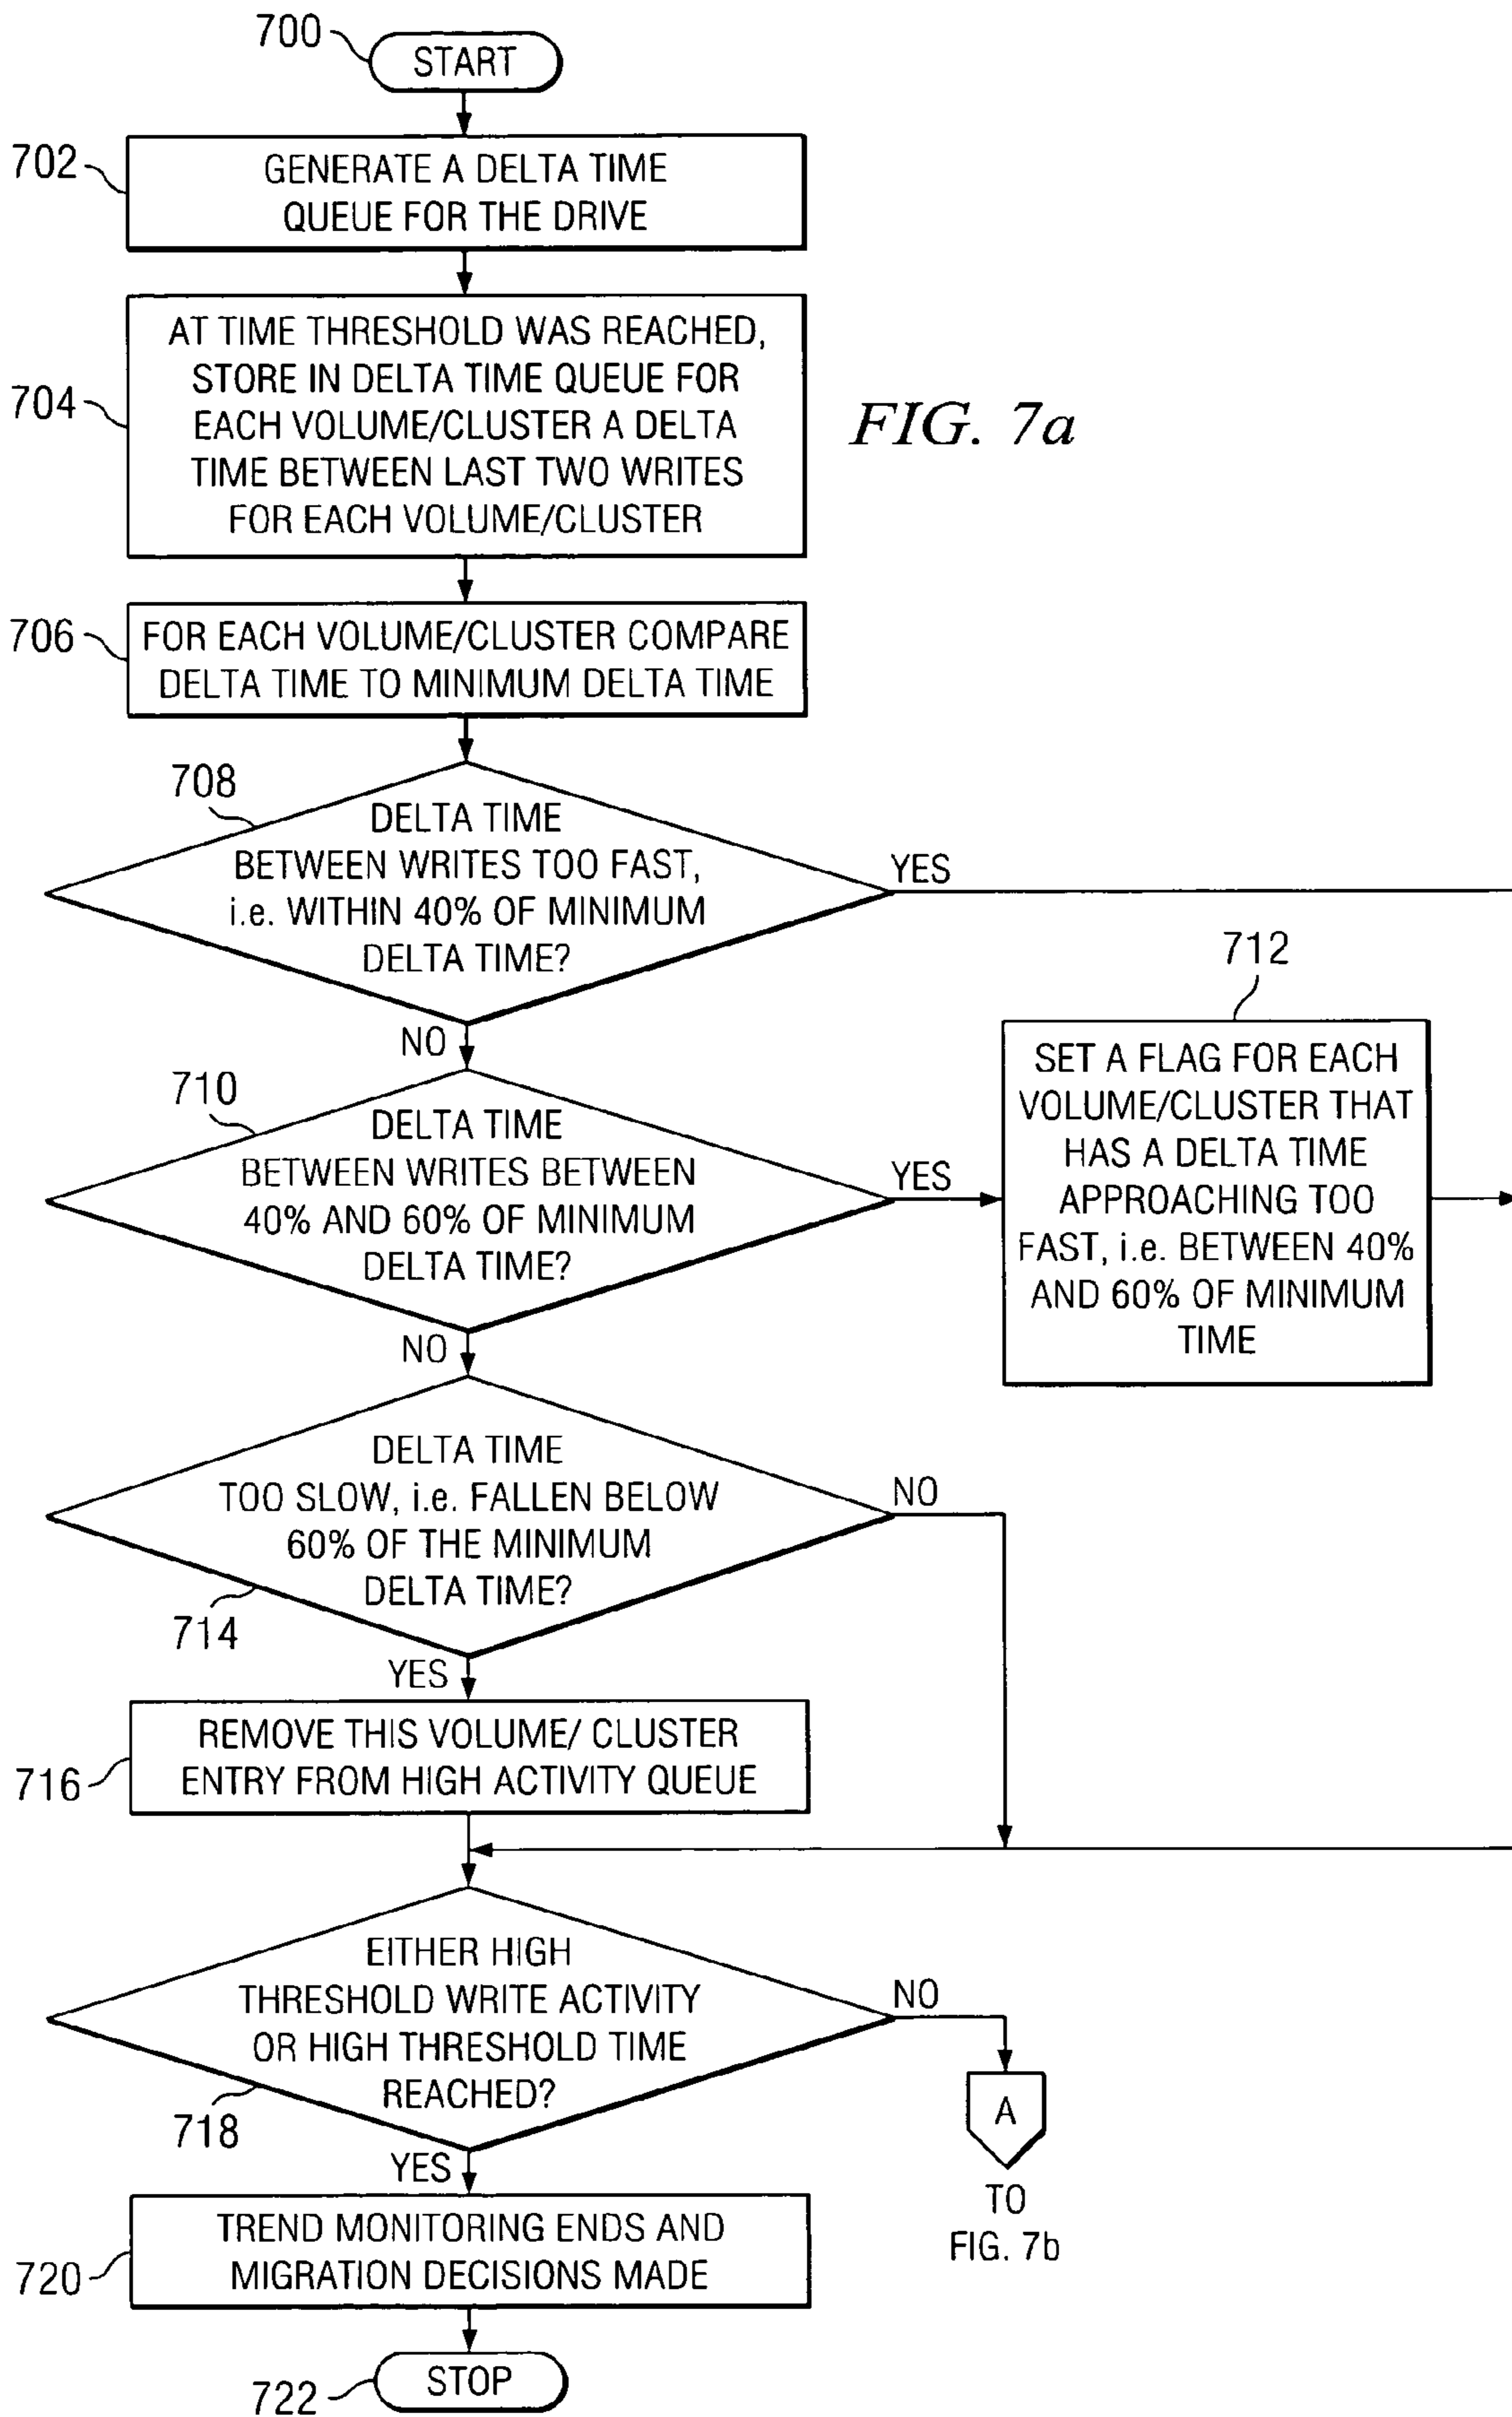 700
START
702
GENERATE A DELTA TIME
QUEUE FOR THE DRIVE
704
AT TIME THRESHOLD WAS REACHED,
STORE IN DELTA TIME QUEUE FOR
EACH VOLUME/CLUSTER A DELTA
TIME BETWEEN LAST TWO WRITES
FOR EACH VOLUME/CLUSTER
FIG. 7a
706
FOR EACH VOLUME/CLUSTER COMPARE
DELTA TIME TO MINIMUM DELTA TIME
708
DELTA TIME
BETWEEN WRITES TOO FAST,
i.e. WITHIN 40% OF MINIMUM
DELTA TIME?
YES
NO
710
DELTA TIME
BETWEEN WRITES BETWEEN
40% AND 60% OF MINIMUM
DELTA TIME?
YES
NO
712
SET A FLAG FOR EACH
VOLUME/CLUSTER THAT
HAS A DELTA TIME
APPROACHING TOO
FAST, i.e. BETWEEN 40%
AND 60% OF MINIMUM
TIME
DELTA TIME
TOO SLOW, i.e. FALLEN BELOW
60% OF THE MINIMUM
DELTA TIME?
NO
714
YES
716
REMOVE THIS VOLUME/ CLUSTER
ENTRY FROM HIGH ACTIVITY QUEUE
EITHER HIGH
THRESHOLD WRITE ACTIVITY
OR HIGH THRESHOLD TIME
REACHED?
NO
718
YES
A
TO
FIG. 7b
720
TREND MONITORING ENDS AND
MIGRATION DECISIONS MADE
722
STOP